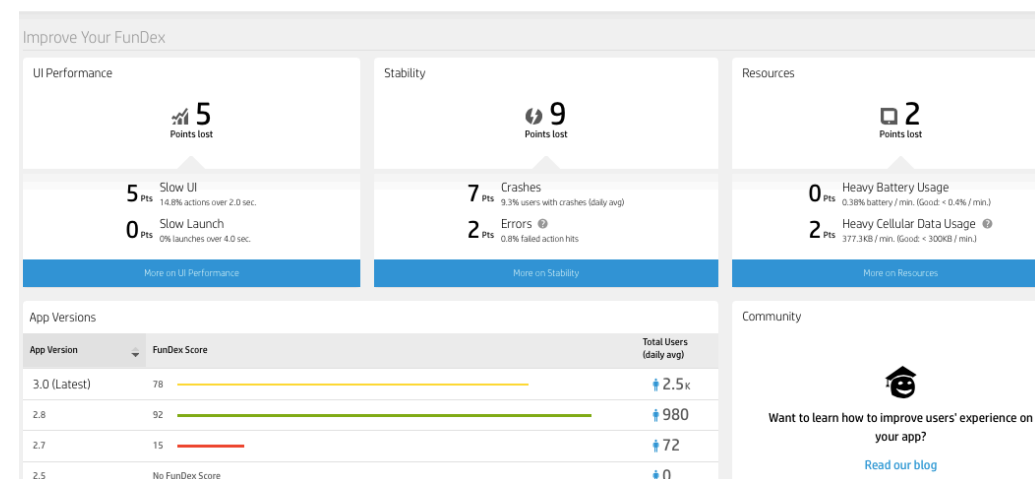 Improve Your FunDex
UI Performance
5
Points lost
5 Pts Slow UI
14.8% actions over 2.0 sec.
0 Pts Slow Launch
0% launches over 4.0 sec.
More on UI Performance
Stability
9
Points lost
7 Pts Crashes
9.3% users with crashes (daily avg)
2 Pts Errors ?
0.8% failed action hits
More on Stability
Resources
2
Points lost
0 Pts Heavy Battery Usage
0.38% battery / min. (Good: < 0.4% / min.)
2 Pts Heavy Cellular Data Usage ?
377.3KB / min. (Good: < 300KB / min.)
More on Resources
App Versions
App Version FunDex Score Total Users
(daily avg)
3.0 (Latest) 78 2.5K
2.8 92 980
2.7 15 72
2.5 No FunDex Score 0
Community
Want to learn how to improve users' experience on
your app?
Read our blog